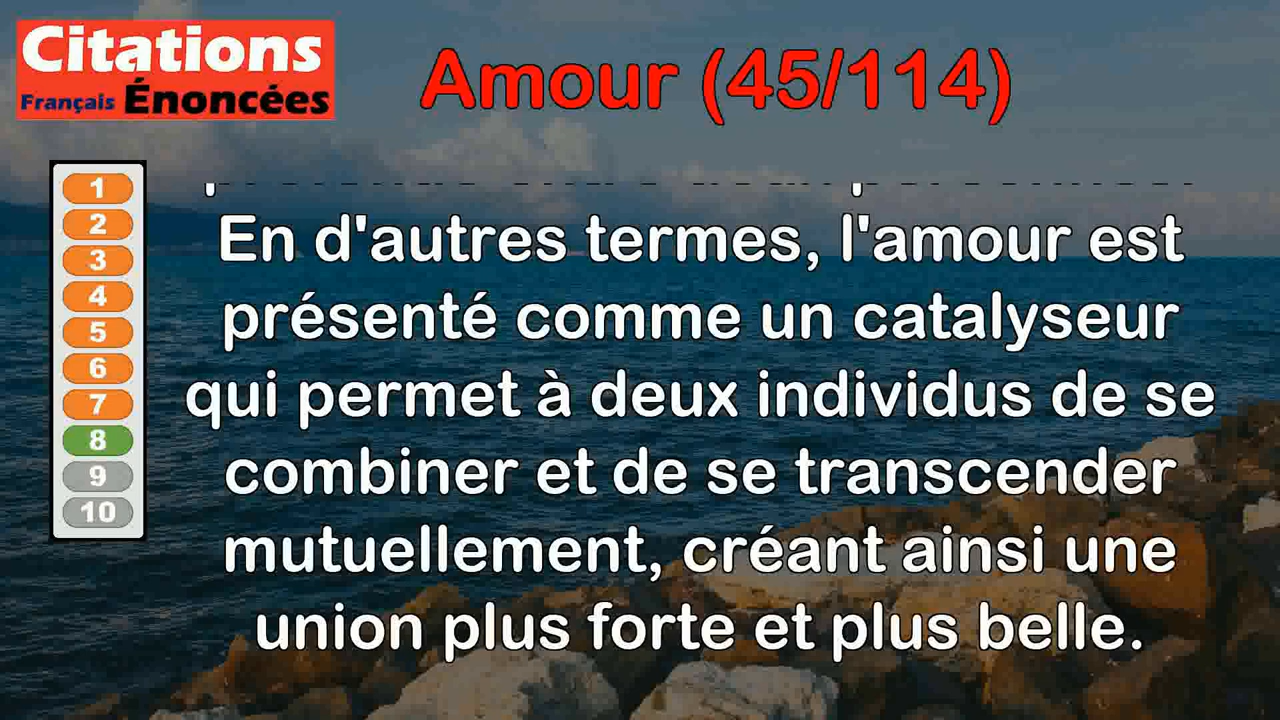 Citations
Français Énoncées
Amour (45/114)
1
2
3
4
5
6
7
8
9
10
En d'autres termes, l'amour est
présenté comme un catalyseur
qui permet à deux individus de se
combiner et de se transcender
mutuellement, créant ainsi une
union plus forte et plus belle.